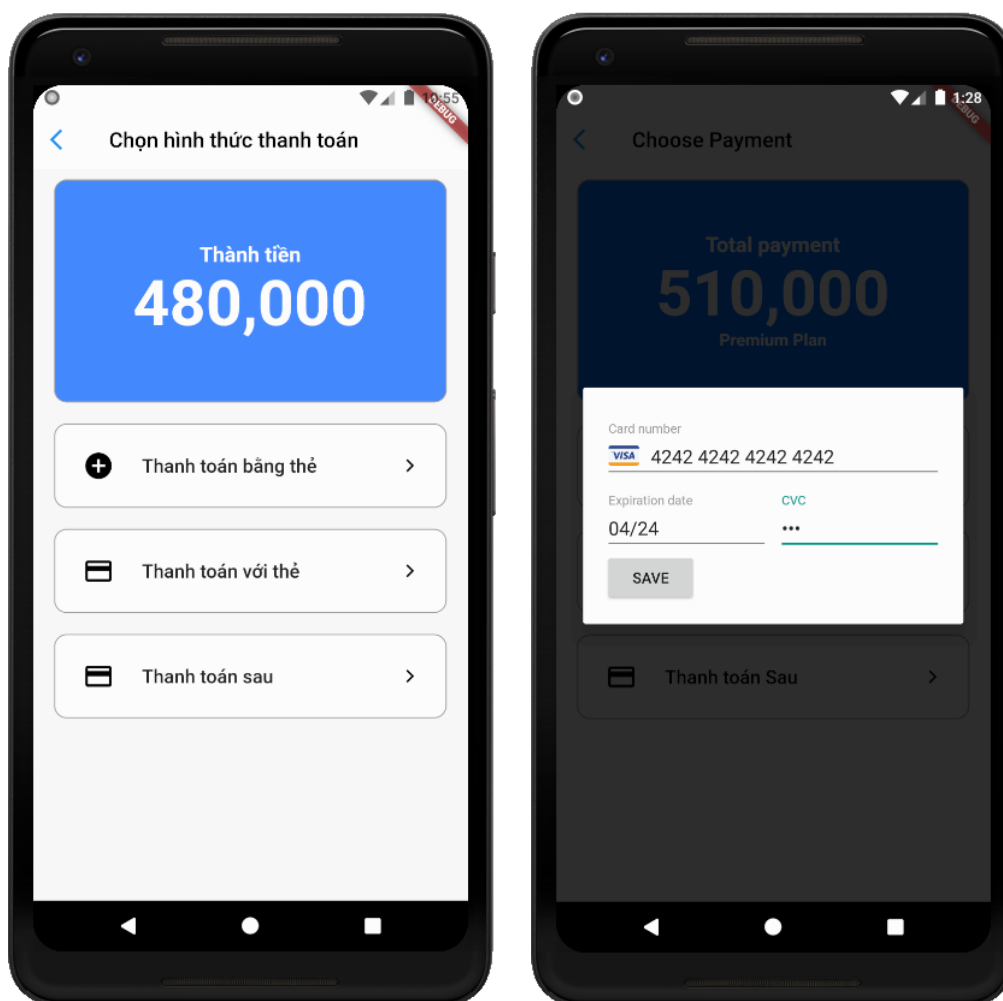 10:55
DEBUG
Chọn hình thức thanh toán
Thành tiền
480,000
Thanh toán bằng thẻ
Thanh toán với thẻ
Thanh toán sau
1:28
DEBUG
Choose Payment
Total payment
510,000
Premium Plan
Card number
VISA 4242 4242 4242 4242
Expiration date CVC
04/24 •••
SAVE
Thanh toán Sau